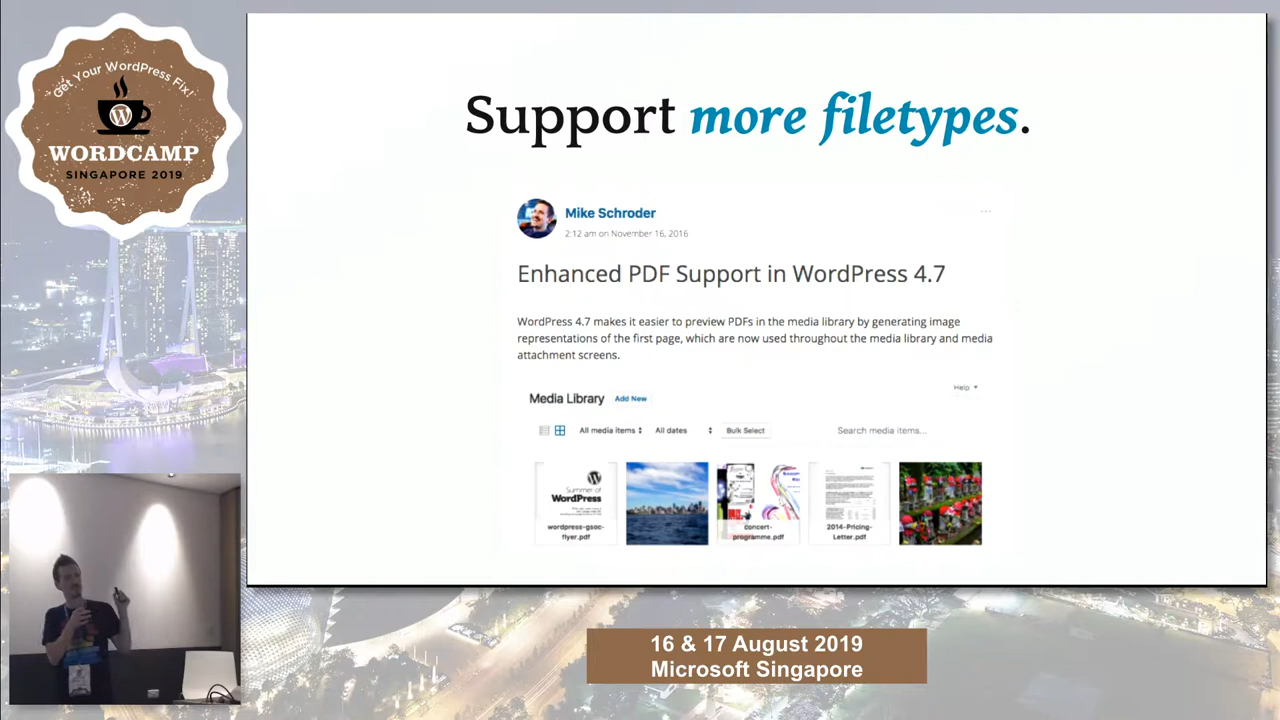 Get Your WordPress Fix!
WORDCAMP
SINGAPORE 2019
Support more filetypes.
Mike Schroder
2:12 am on November 16, 2016
Enhanced PDF Support in WordPress 4.7
WordPress 4.7 makes it easier to preview PDFs in the media library by generating image
representations of the first page, which are now used throughout the media library and media
attachment screens.
Help
Media Library Add New
All media items All dates Bulk Select Search media items...
Summer of
WordPress
wordpress-gsoc-
flyer.pdf
concert-
programme.pdf
2014-Pricing-
Letter.pdf
16 & 17 August 2019
Microsoft Singapore